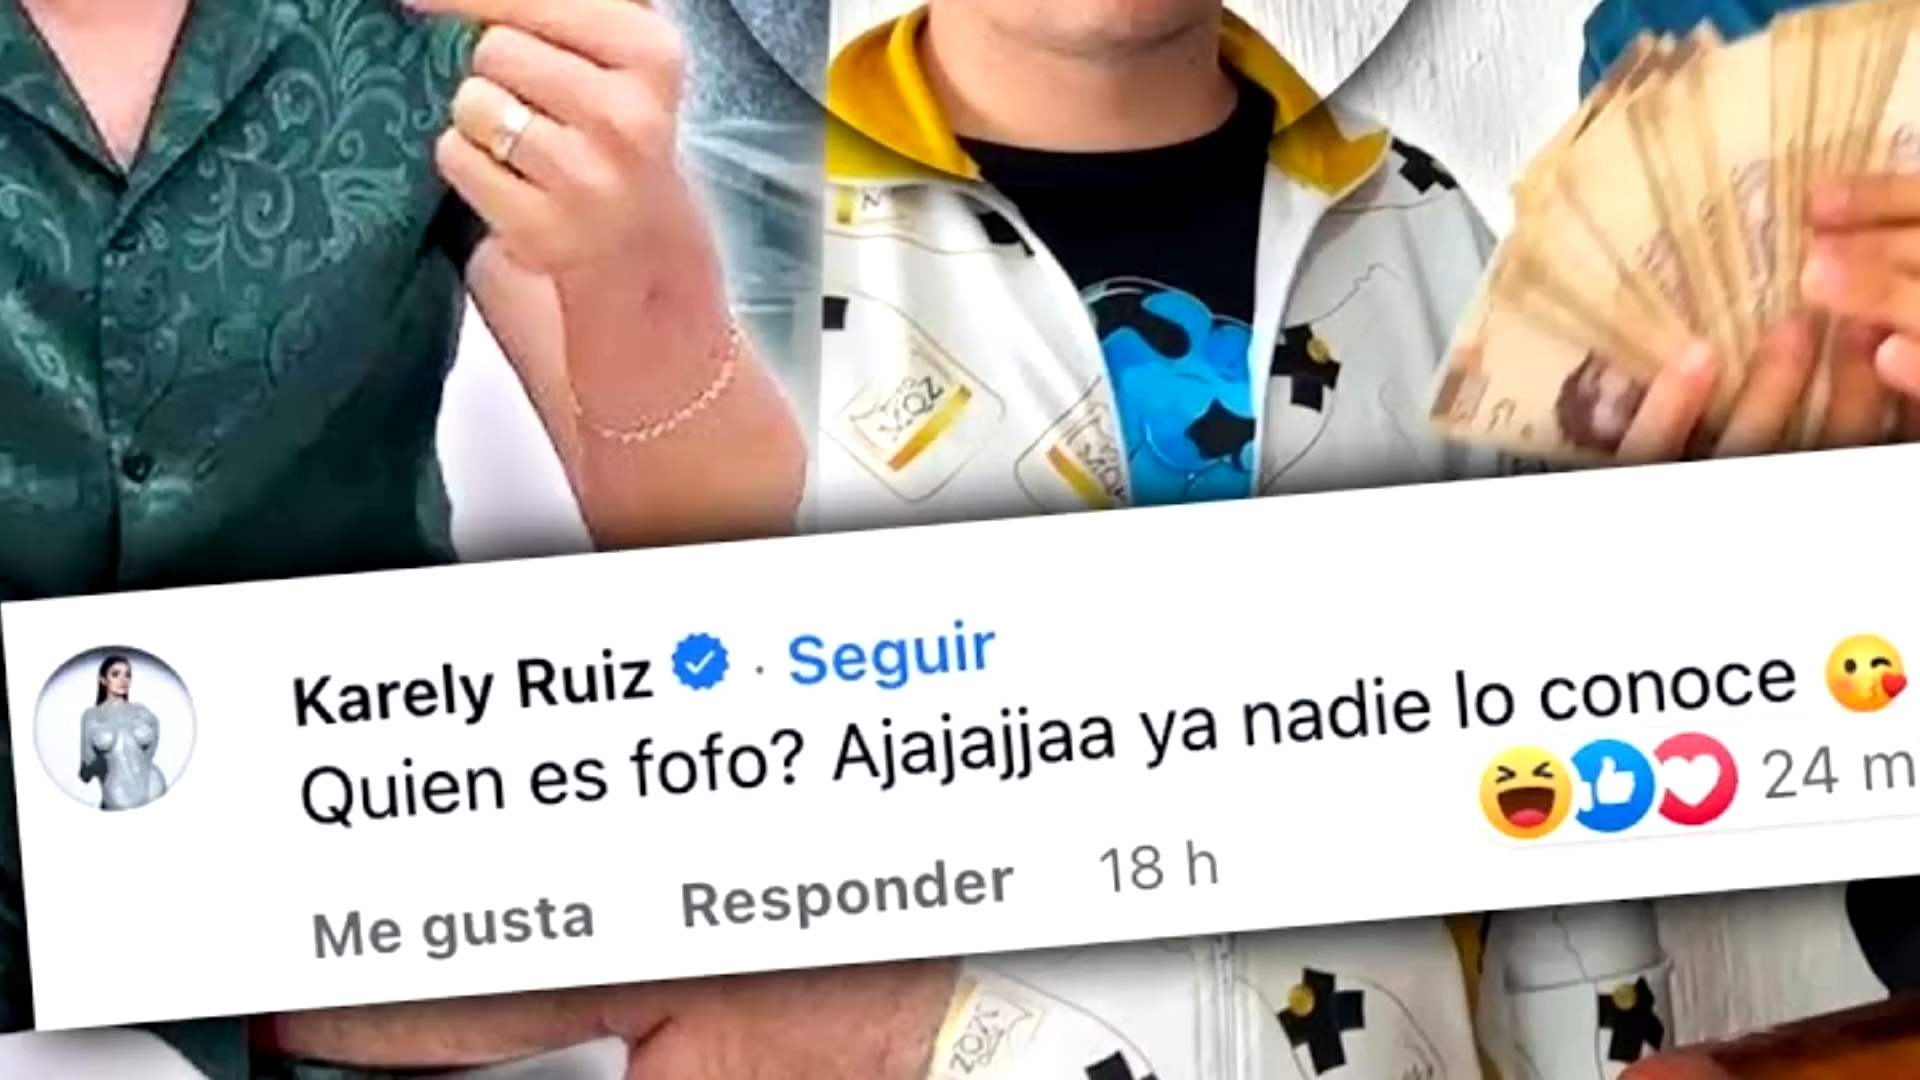 Karely Ruiz · Seguir
Quien es fofo? Ajajajjaa ya nadie lo conoce
24 m
Me gusta Responder 18 h